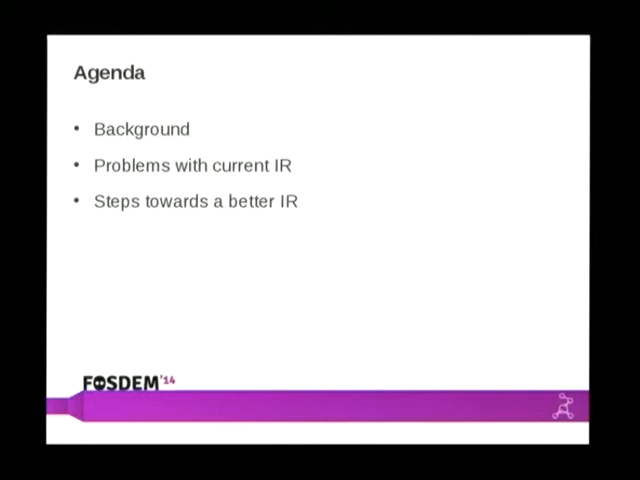 Agenda
• Background
• Problems with current IR
• Steps towards a better IR
FOSDEM'14